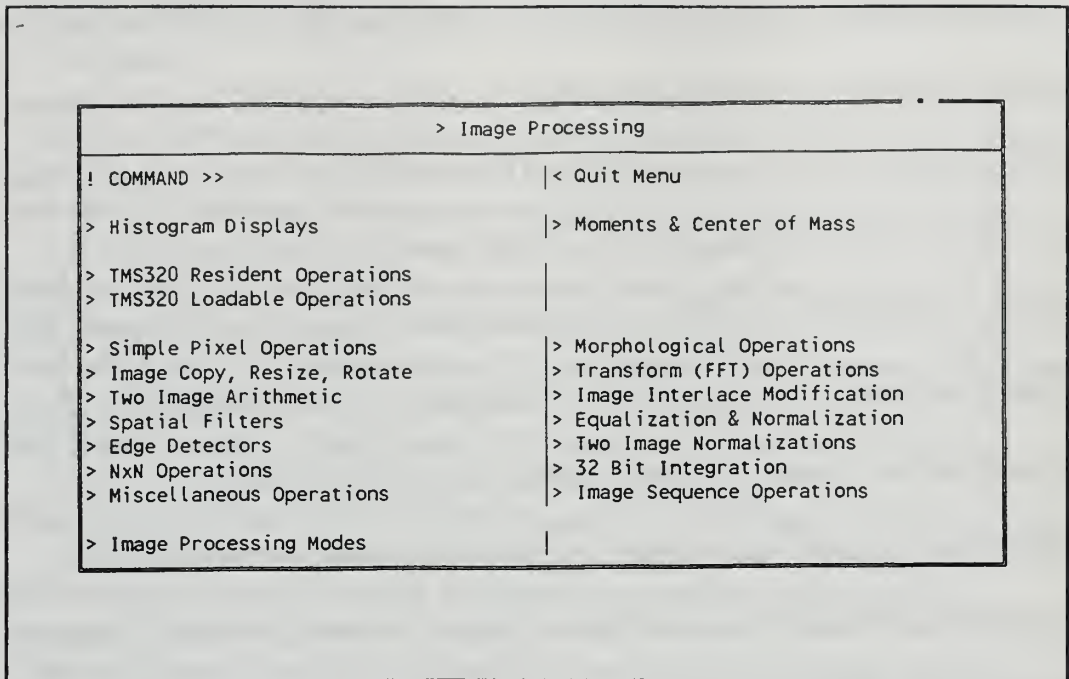 > Image Processing
! COMMAND >> |< Quit Menu
> Histogram Displays |> Moments & Center of Mass
> TMS320 Resident Operations |
> TMS320 Loadable Operations |
> Simple Pixel Operations |> Morphological Operations
> Image Copy, Resize, Rotate |> Transform (FFT) Operations
> Two Image Arithmetic |> Image Interlace Modification
> Spatial Filters |> Equalization & Normalization
> Edge Detectors |> Two Image Normalizations
> NxN Operations |> 32 Bit Integration
> Miscellaneous Operations |> Image Sequence Operations
> Image Processing Modes |